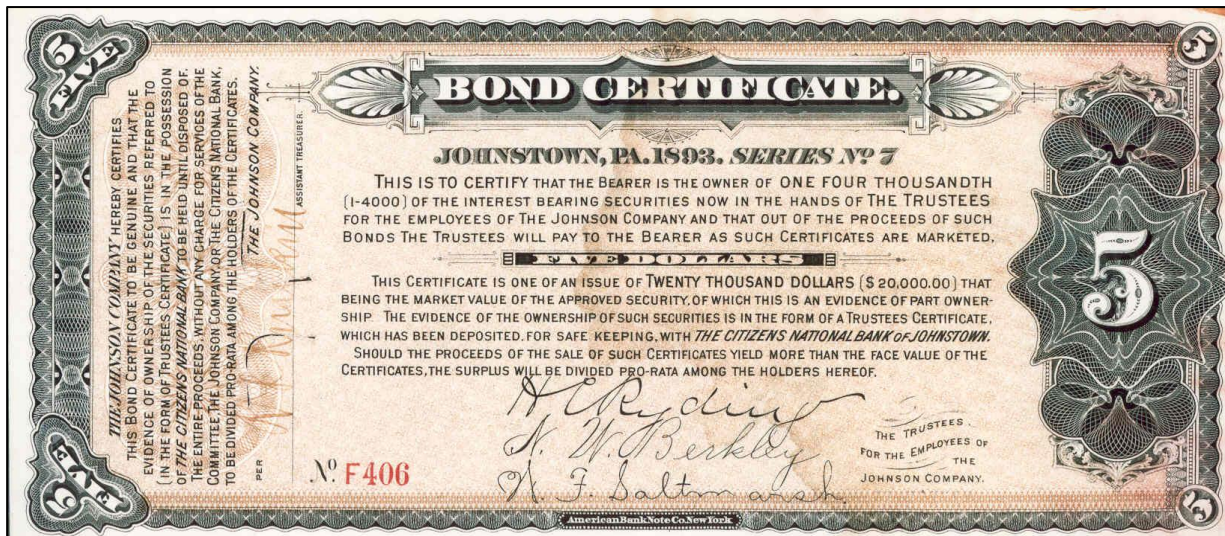 5
FIVE
5
BOND CERTIFICATE.
JOHNSTOWN, PA. 1893. SERIES Nº 7
THIS IS TO CERTIFY THAT THE BEARER IS THE OWNER OF ONE FOUR THOUSANDTH
(1-4000) OF THE INTEREST BEARING SECURITIES NOW IN THE HANDS OF THE TRUSTEES
FOR THE EMPLOYEES OF THE JOHNSON COMPANY AND THAT OUT OF THE PROCEEDS OF SUCH
BONDS THE TRUSTEES WILL PAY TO THE BEARER AS SUCH CERTIFICATES ARE MARKETED,
FIVE DOLLARS
THIS CERTIFICATE IS ONE OF AN ISSUE OF TWENTY THOUSAND DOLLARS ($20,000.00) THAT
BEING THE MARKET VALUE OF THE APPROVED SECURITY, OF WHICH THIS IS AN EVIDENCE OF PART OWNER-
SHIP. THE EVIDENCE OF THE OWNERSHIP OF SUCH SECURITIES IS IN THE FORM OF A TRUSTEES CERTIFICATE,
WHICH HAS BEEN DEPOSITED, FOR SAFE KEEPING, WITH THE CITIZENS NATIONAL BANK OF JOHNSTOWN.
SHOULD THE PROCEEDS OF THE SALE OF SUCH CERTIFICATES YIELD MORE THAN THE FACE VALUE OF THE
CERTIFICATES, THE SURPLUS WILL BE DIVIDED PRO-RATA AMONG THE HOLDERS HEREOF.
H C Ryding
N. W. Berkley
W. F. Saltmarsh.
THE TRUSTEES
FOR THE EMPLOYEES OF
THE
JOHNSON COMPANY.
Nº F406
5
THE JOHNSON COMPANY HEREBY CERTIFIES
THIS BOND CERTIFICATE TO BE GENUINE AND THAT THE
EVIDENCE OF OWNERSHIP OF THE SECURITIES REFERRED TO
(IN THE FORM OF TRUSTEES CERTIFICATE) IS IN THE POSSESSION
OF THE CITIZENS NATIONAL BANK TO BE HELD UNTIL DISPOSED OF.
THE ENTIRE PROCEEDS, WITHOUT ANY CHARGE FOR SERVICES OF THE
COMMITTEE, THE JOHNSON COMPANY, OR THE CITIZENS NATIONAL BANK,
TO BE DIVIDED PRO-RATA AMONG THE HOLDERS OF THE CERTIFICATES.
THE JOHNSON COMPANY.
PER
ASSISTANT TREASURER.
5
FIVE
5
American Bank Note Co. New York